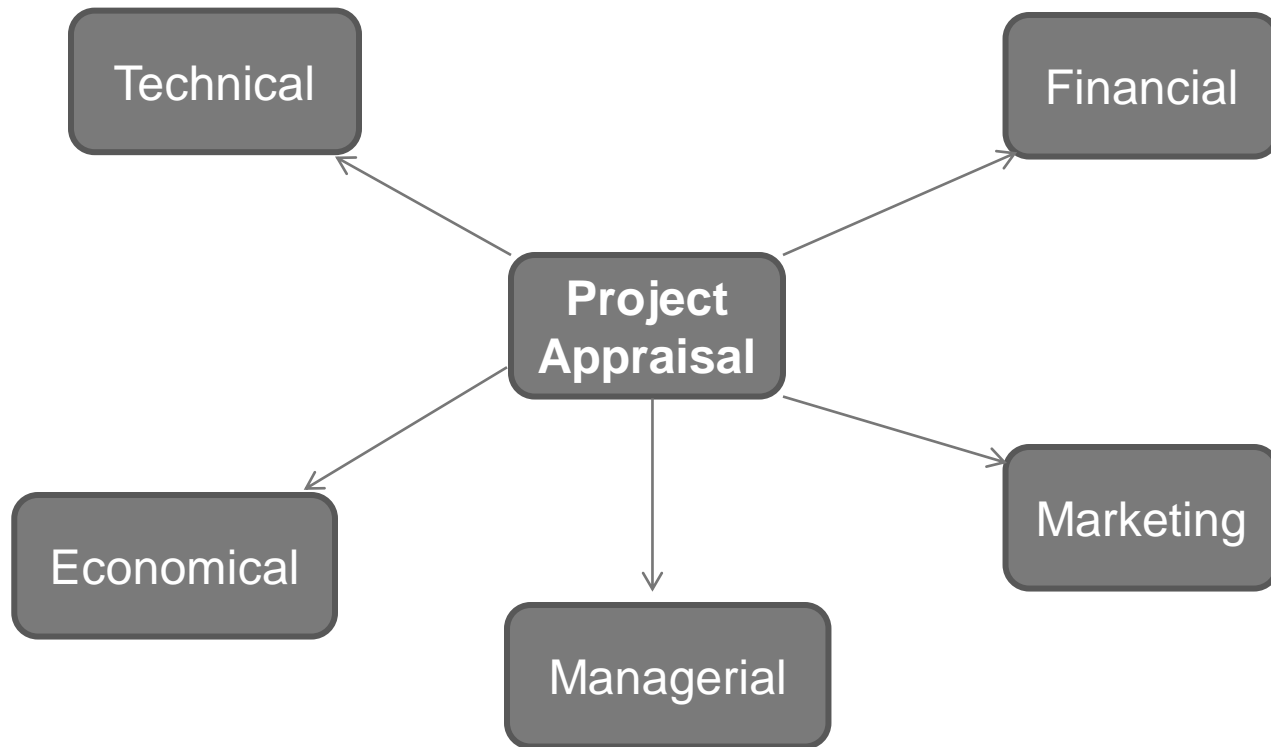 Technical
Financial
Project
Appraisal
Marketing
Economical
Managerial